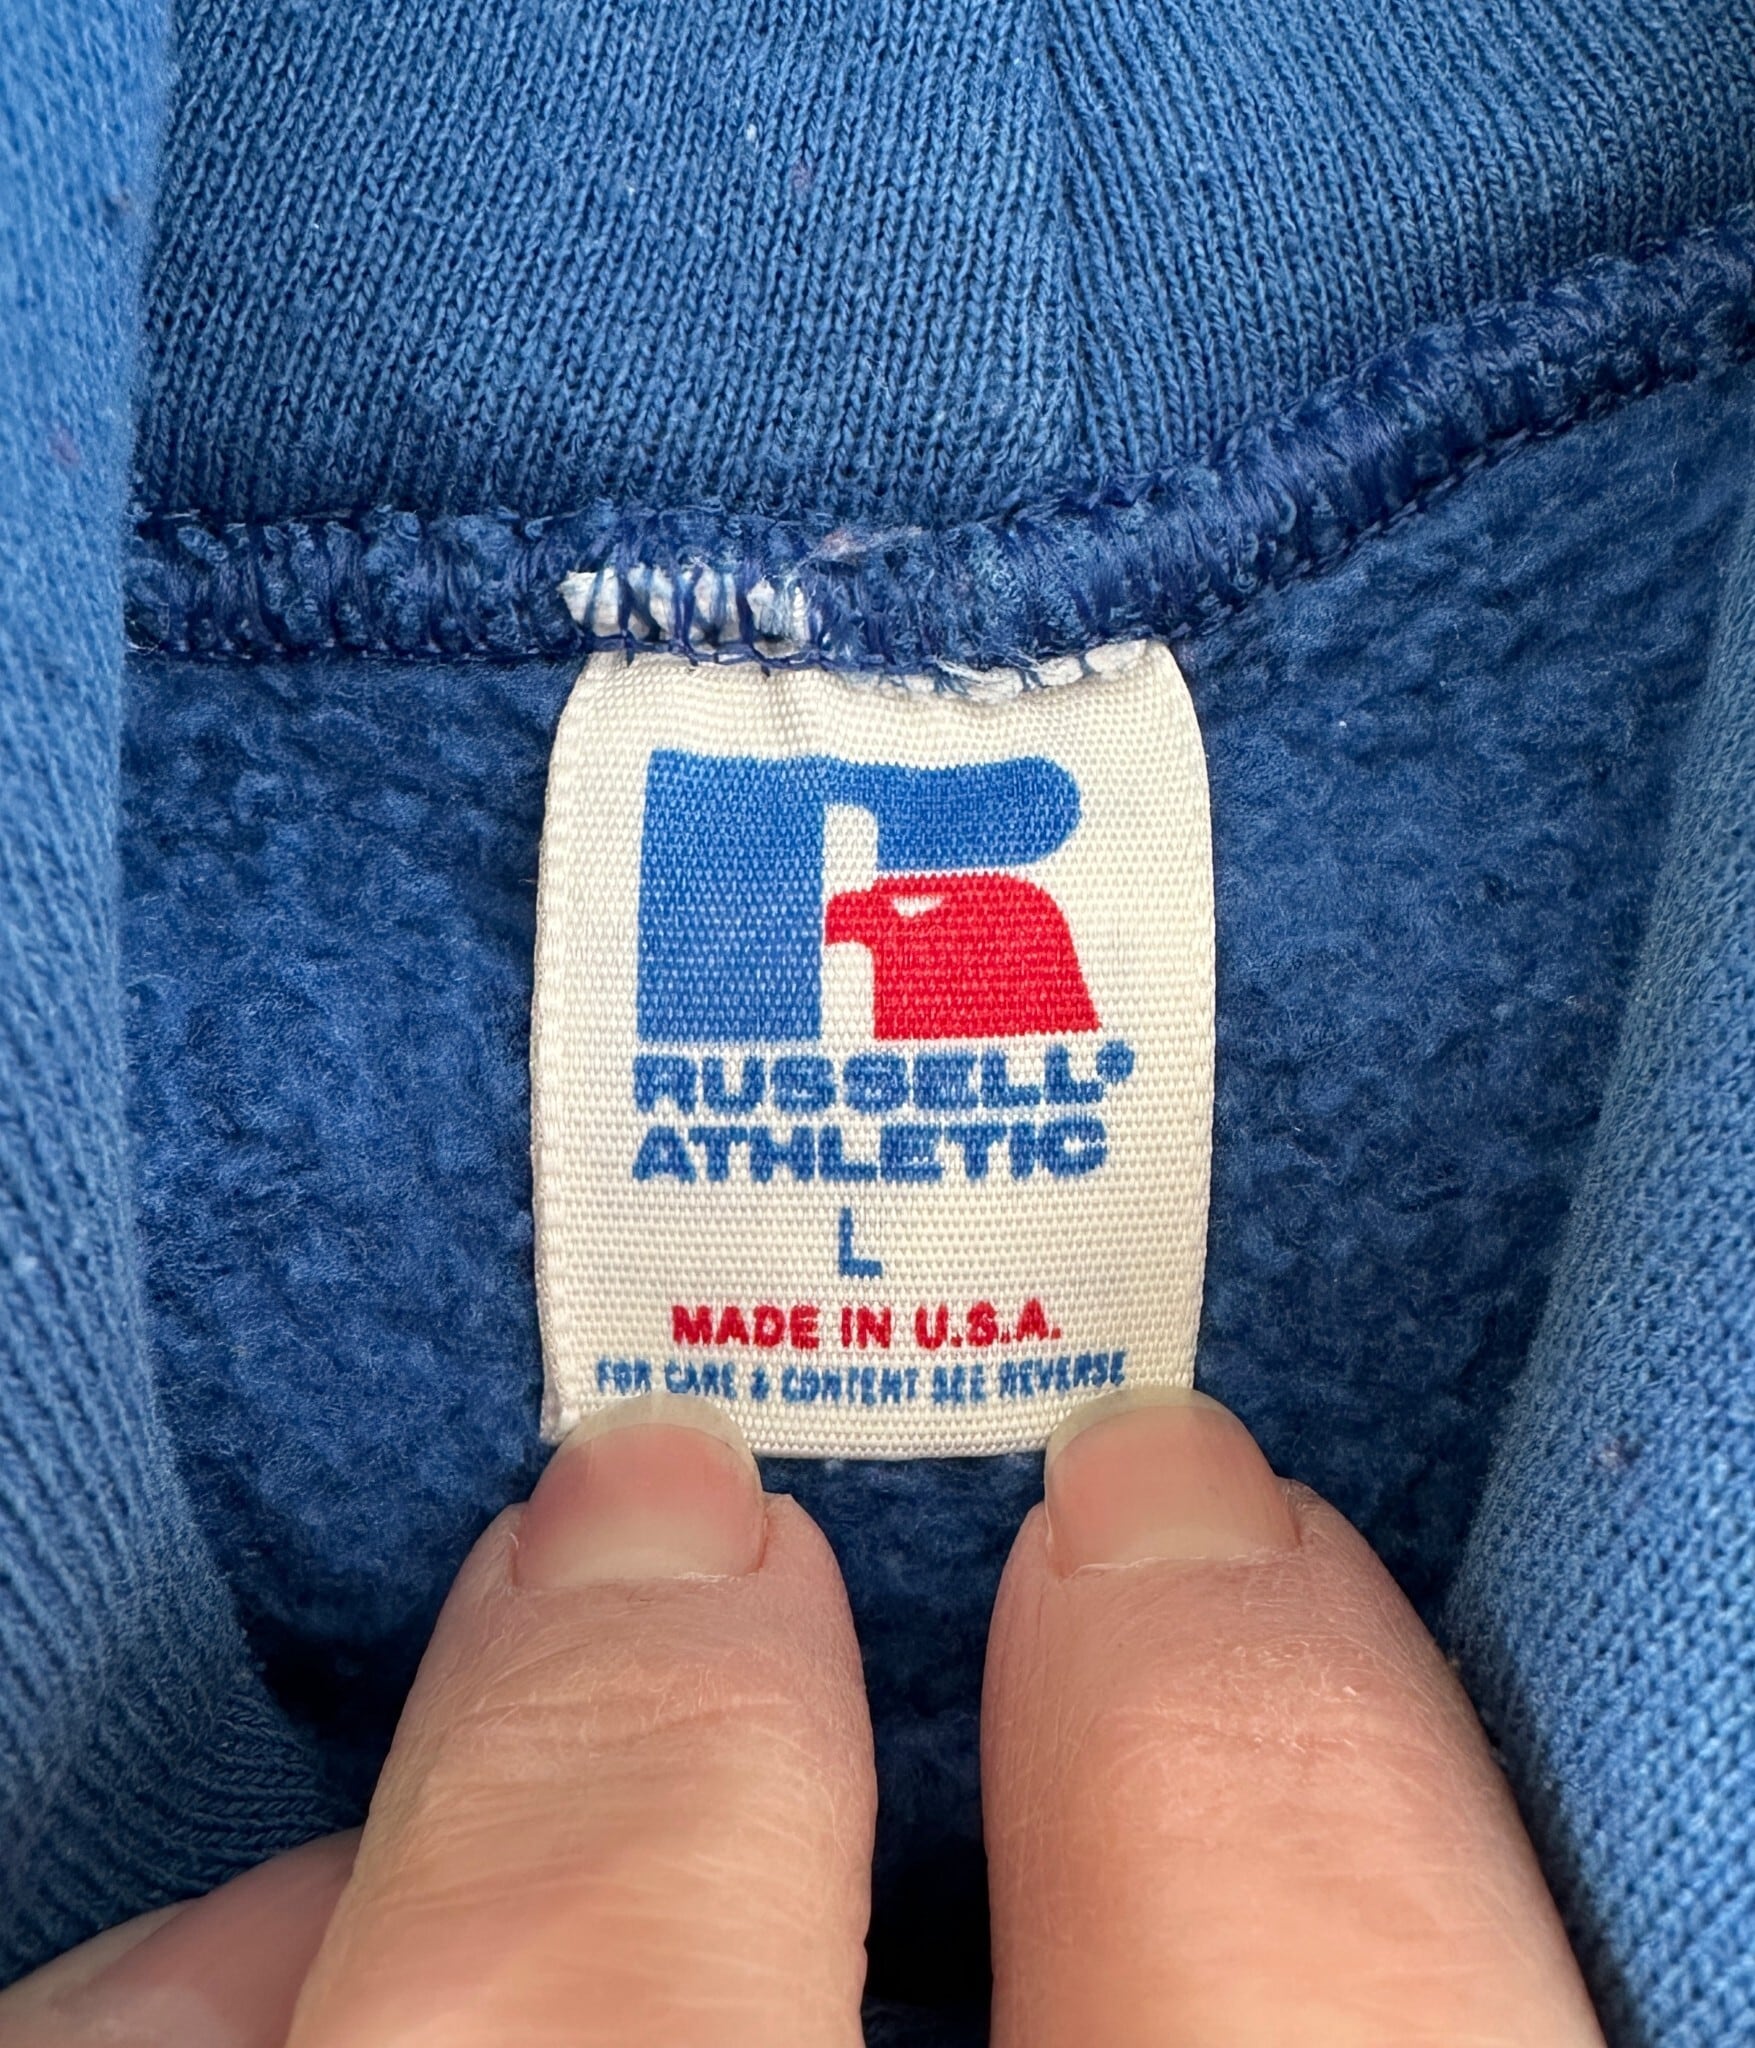 RUSSELL®
ATHLETIC
L
MADE IN U.S.A.
FOR CARE & CONTENT SEE REVERSE